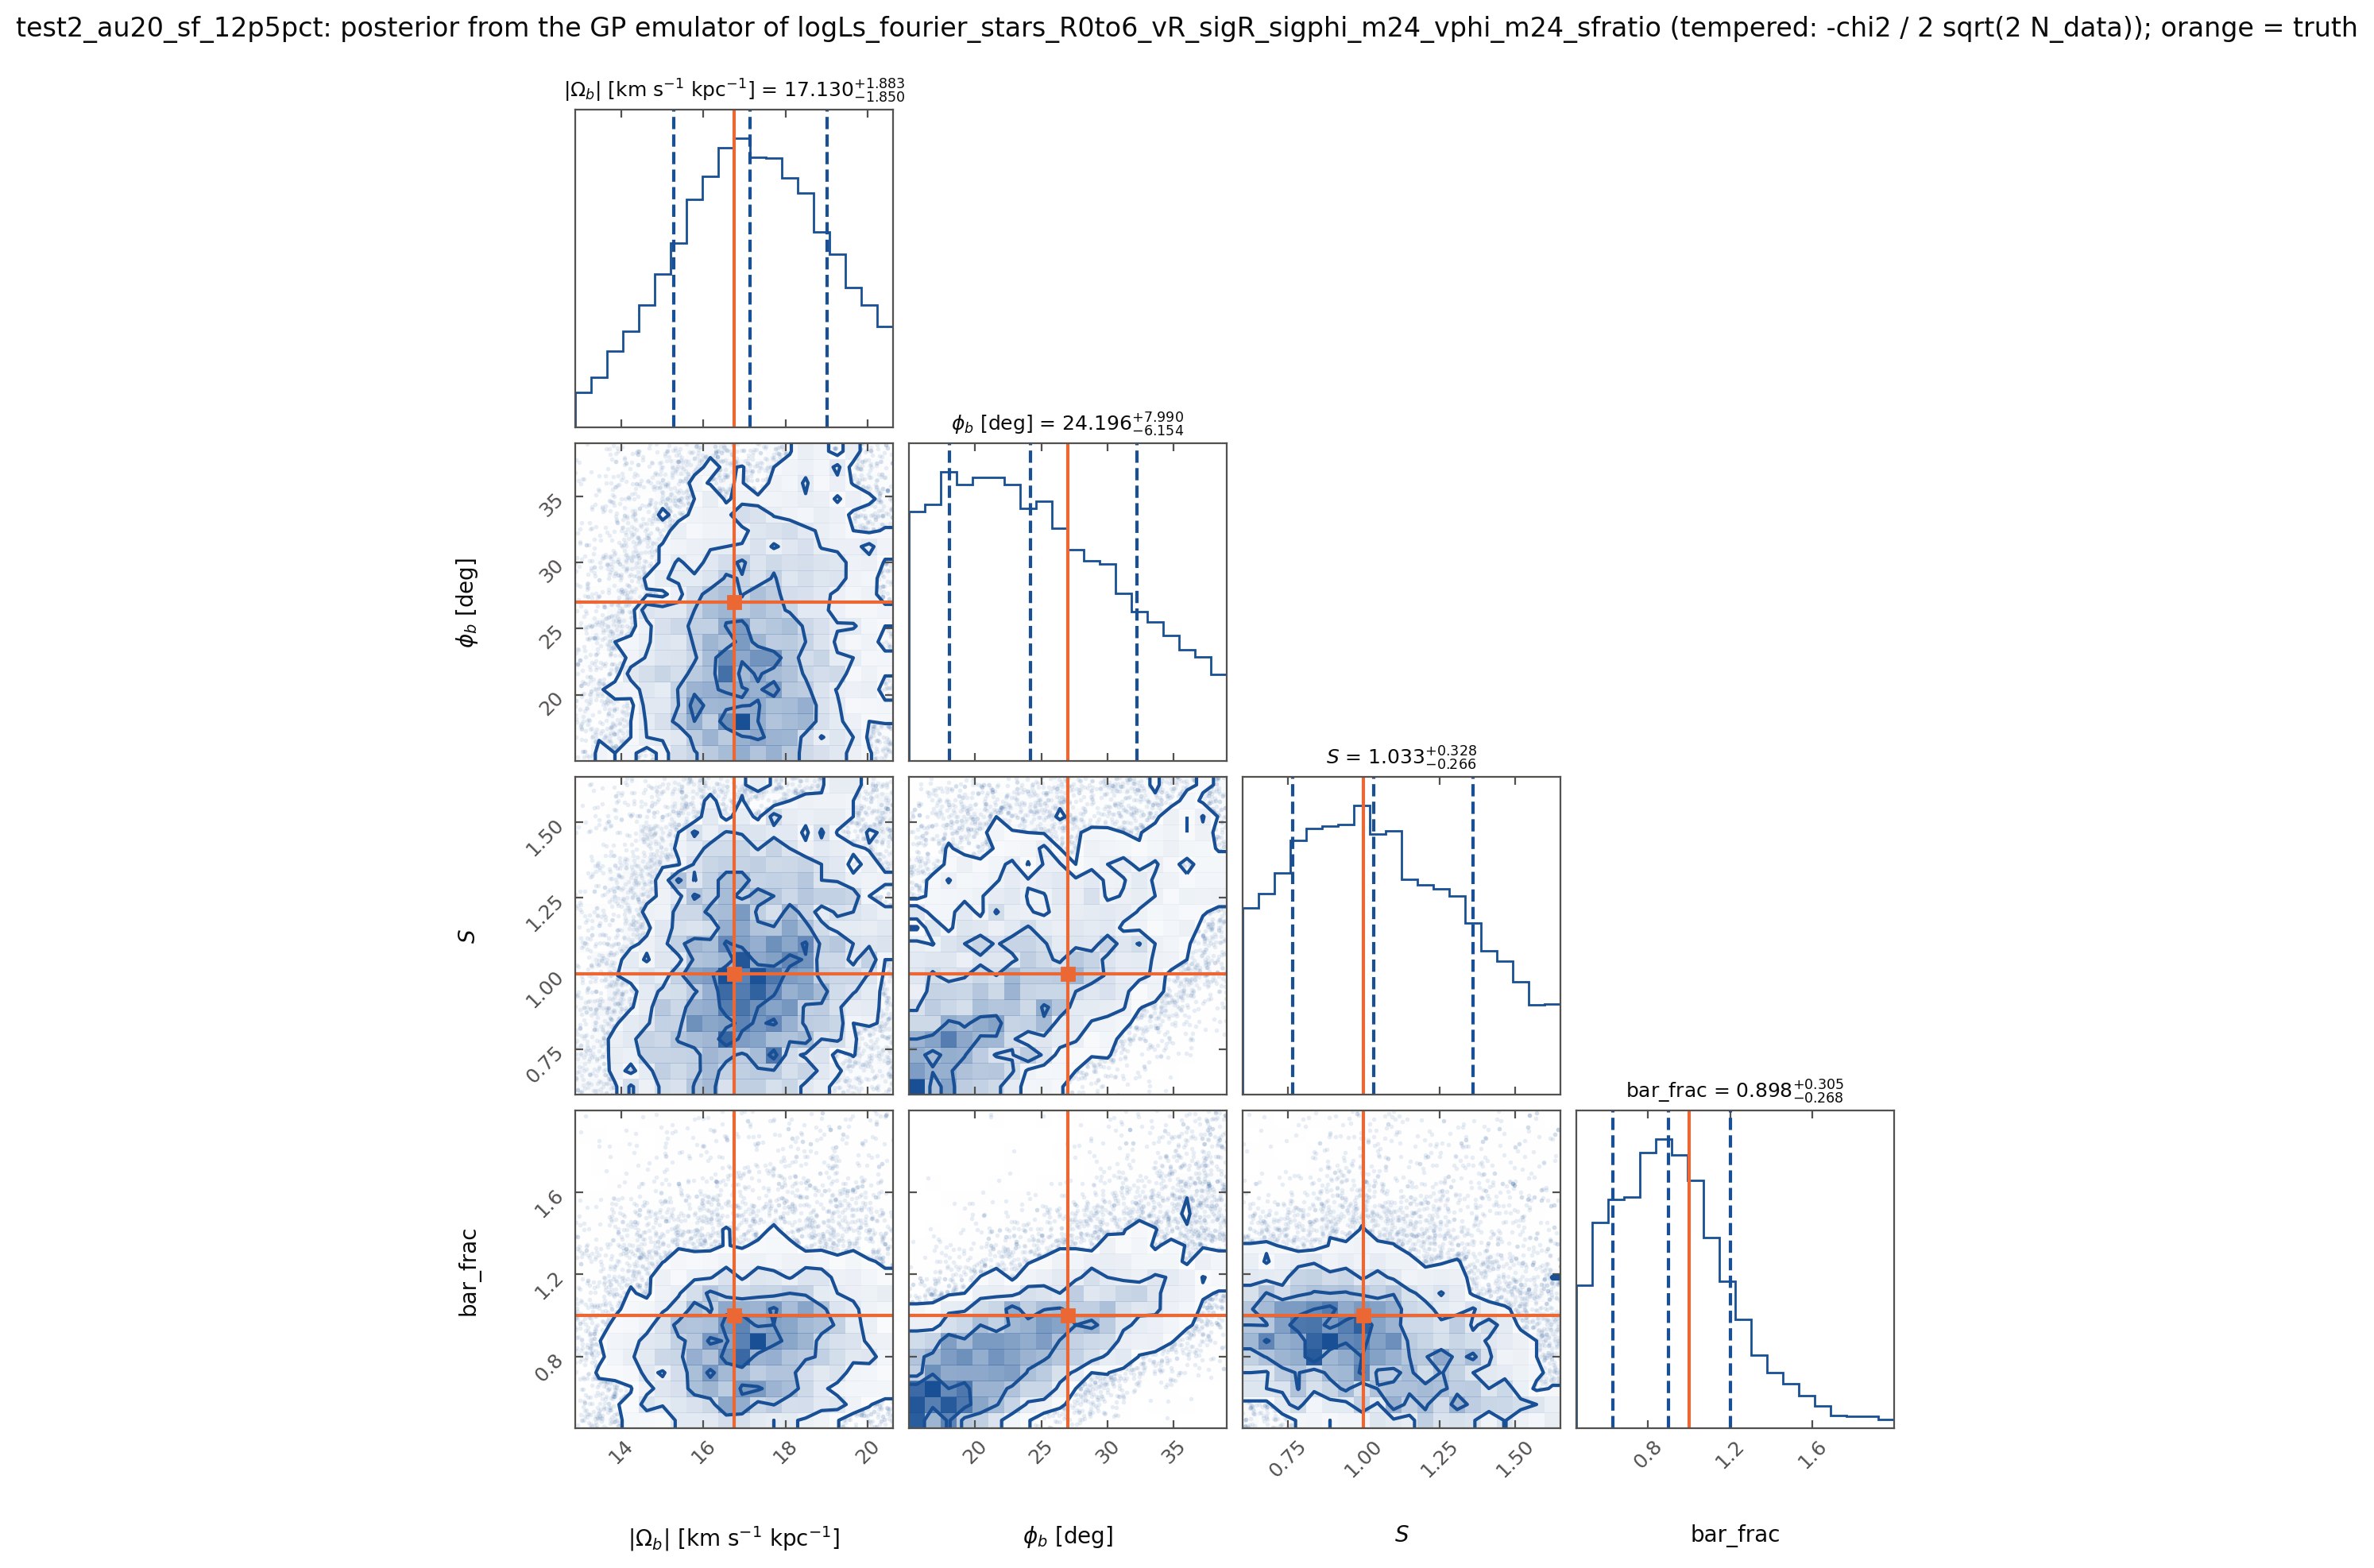 test2_au20_sf_12p5pct: posterior from the GP emulator of logLs_fourier_stars_R0to6_vR_sigR_sigphi_m24_vphi_m24_sfratio (tempered: -chi2 / 2 sqrt(2 N_data)); orange = truth
|Ω_b| [km s⁻¹ kpc⁻¹] = 17.130 +1.883 −1.850
ϕ_b [deg] = 24.196 +7.990 −6.154
35
30
25
20
ϕ_b [deg]
S = 1.033 +0.328 −0.266
1.50
1.25
1.00
0.75
S
bar_frac = 0.898 +0.305 −0.268
1.6
1.2
0.8
bar_frac
14 16 18 20 20 25 30 35 0.75 1.00 1.25 1.50 0.8 1.2 1.6
|Ω_b| [km s⁻¹ kpc⁻¹] ϕ_b [deg] S bar_frac